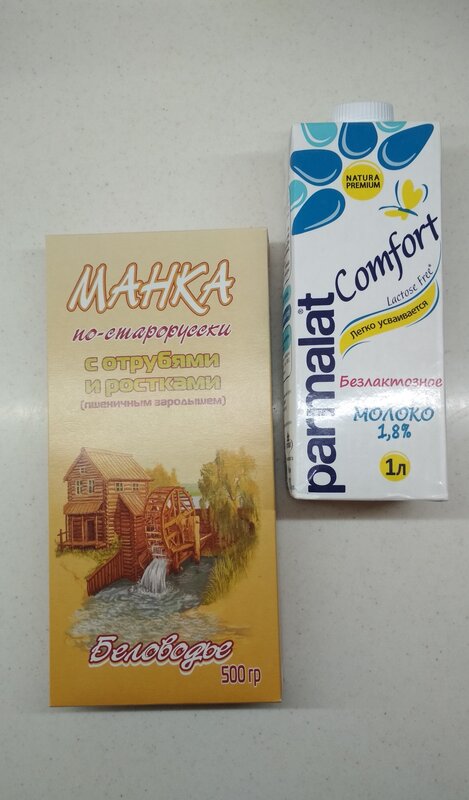 МАНКА
по-старорусски
с отрубями
и ростками
(пшеничным зародышем)
Беловодье
500 гр
NATURA
PREMIUM
parmalat®
Comfort
Lactose Free*
Легко усваивается
Безлактозное
МОЛОКО
1,8%
1л